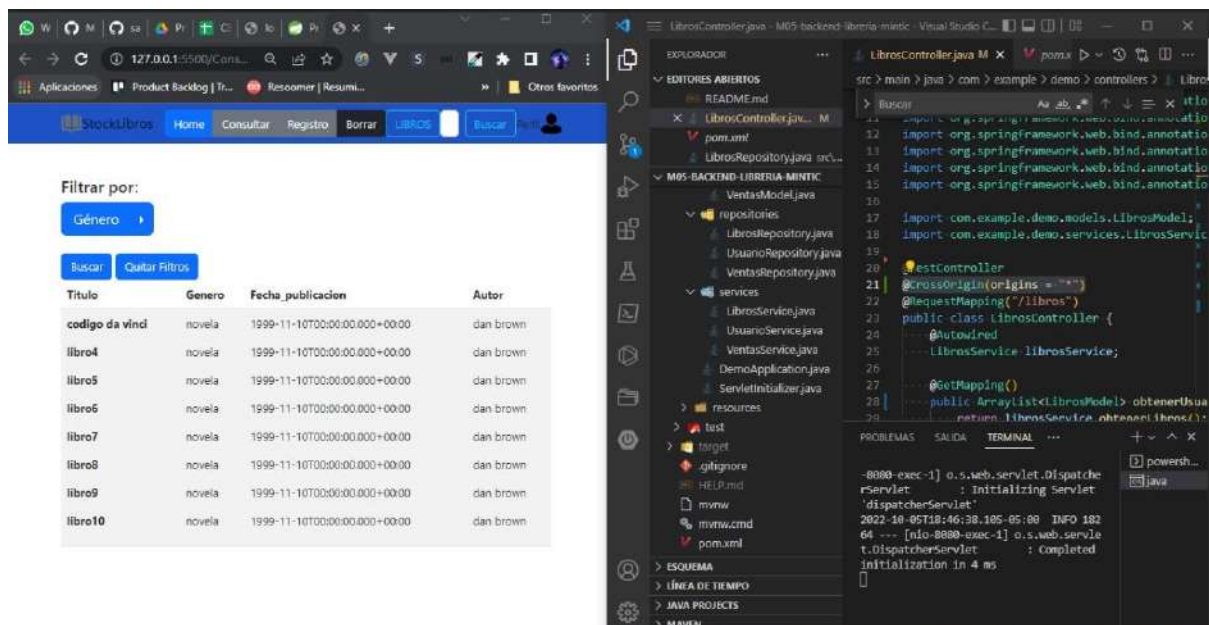 127.0.0.1:5500/Cons...
Aplicaciones
Product Backlog | Tr...
Resoomer | Resumi...
»
Otros favoritos
StockLibros
Home
Consultar
Registro
Borrar
LIBROS
Buscar
Perfil
Filtrar por:
Género
Buscar
Quitar Filtros
Titulo Genero Fecha_publicacion Autor
codigo da vinci novela 1999-11-10T00:00:00.000+00:00 dan brown
libro4 novela 1999-11-10T00:00:00.000+00:00 dan brown
libro5 novela 1999-11-10T00:00:00.000+00:00 dan brown
libro6 novela 1999-11-10T00:00:00.000+00:00 dan brown
libro7 novela 1999-11-10T00:00:00.000+00:00 dan brown
libro8 novela 1999-11-10T00:00:00.000+00:00 dan brown
libro9 novela 1999-11-10T00:00:00.000+00:00 dan brown
libro10 novela 1999-11-10T00:00:00.000+00:00 dan brown
LibrosController.java - M05-backend-libreria-mintic - Visual Studio C...
EXPLORADOR
EDITORES ABIERTOS
README.md
LibrosController.jav... M
pom.xml
LibrosRepository.java src\...
M05-BACKEND-LIBRERIA-MINTIC
VentasModel.java
repositories
LibrosRepository.java
UsuarioRepository.java
VentasRepository.java
services
LibrosService.java
UsuarioService.java
VentasService.java
DemoApplication.java
ServletInitializer.java
resources
test
target
.gitignore
HELP.md
mvnw
mvnw.cmd
pom.xml
ESQUEMA
LÍNEA DE TIEMPO
JAVA PROJECTS
MAVEN
LibrosController.java M
src > main > java > com > example > demo > controllers > Libro
Buscar
12 import org.springframework.web.bind.annotatio
13 import org.springframework.web.bind.annotatio
14 import org.springframework.web.bind.annotatio
15 import org.springframework.web.bind.annotatio
16
17 import com.example.demo.models.LibrosModel;
18 import com.example.demo.services.LibrosServic
19
20 estController
21 @CrossOrigin(origins = "*")
22 @RequestMapping("/libros")
23 public class LibrosController {
24 @Autowired
25 LibrosService librosService;
26
27 @GetMapping()
28 public ArrayList<LibrosModel> obtenerUsua
29 return librosService.obtenerLibros();
PROBLEMAS
SALIDA
TERMINAL
powersh...
java
-8080-exec-1] o.s.web.servlet.Dispatche
rServlet : Initializing Servlet
'dispatcherServlet'
2022-10-05T18:46:38.105-05:00 INFO 182
64 --- [nio-8080-exec-1] o.s.web.servle
t.DispatcherServlet : Completed
initialization in 4 ms